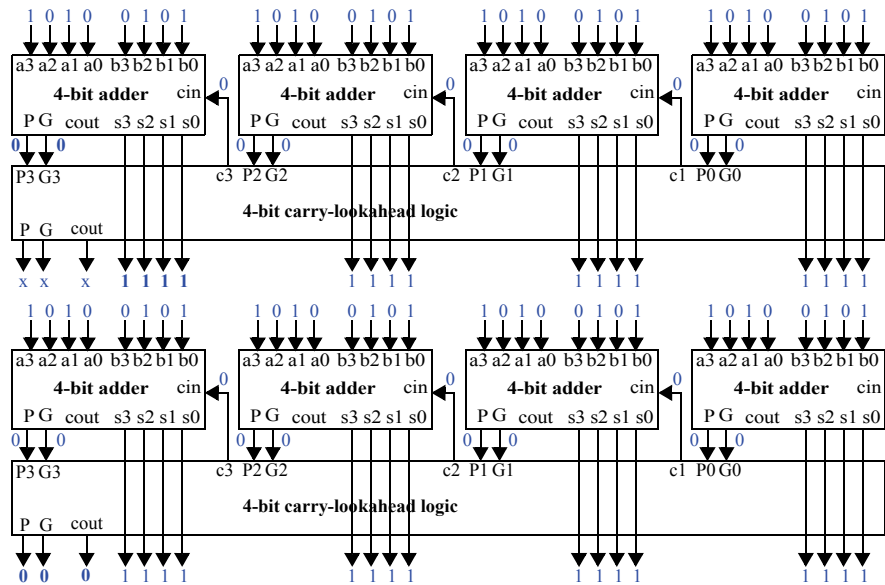 1 0 1 0 0 1 0 1 1 0 1 0 0 1 0 1 1 0 1 0 0 1 0 1 1 0 1 0 0 1 0 1
a3 a2 a1 a0 b3 b2 b1 b0 a3 a2 a1 a0 b3 b2 b1 b0 a3 a2 a1 a0 b3 b2 b1 b0 a3 a2 a1 a0 b3 b2 b1 b0
4-bit adder cin 0 4-bit adder cin 0 4-bit adder cin 0 4-bit adder cin
P G cout s3 s2 s1 s0 P G cout s3 s2 s1 s0 P G cout s3 s2 s1 s0 P G cout s3 s2 s1 s0
0 0 0 0 0 0 0 0
P3 G3 c3 P2 G2 c2 P1 G1 c1 P0 G0
4-bit carry-lookahead logic
P G cout
x x x 1 1 1 1 1 1 1 1 1 1 1 1 1 1 1 1
1 0 1 0 0 1 0 1 1 0 1 0 0 1 0 1 1 0 1 0 0 1 0 1 1 0 1 0 0 1 0 1
a3 a2 a1 a0 b3 b2 b1 b0 a3 a2 a1 a0 b3 b2 b1 b0 a3 a2 a1 a0 b3 b2 b1 b0 a3 a2 a1 a0 b3 b2 b1 b0
4-bit adder cin 0 4-bit adder cin 0 4-bit adder cin 0 4-bit adder cin
P G cout s3 s2 s1 s0 P G cout s3 s2 s1 s0 P G cout s3 s2 s1 s0 P G cout s3 s2 s1 s0
0 0 0 0 0 0 0 0
P3 G3 c3 P2 G2 c2 P1 G1 c1 P0 G0
4-bit carry-lookahead logic
P G cout
0 0 0 1 1 1 1 1 1 1 1 1 1 1 1 1 1 1 1